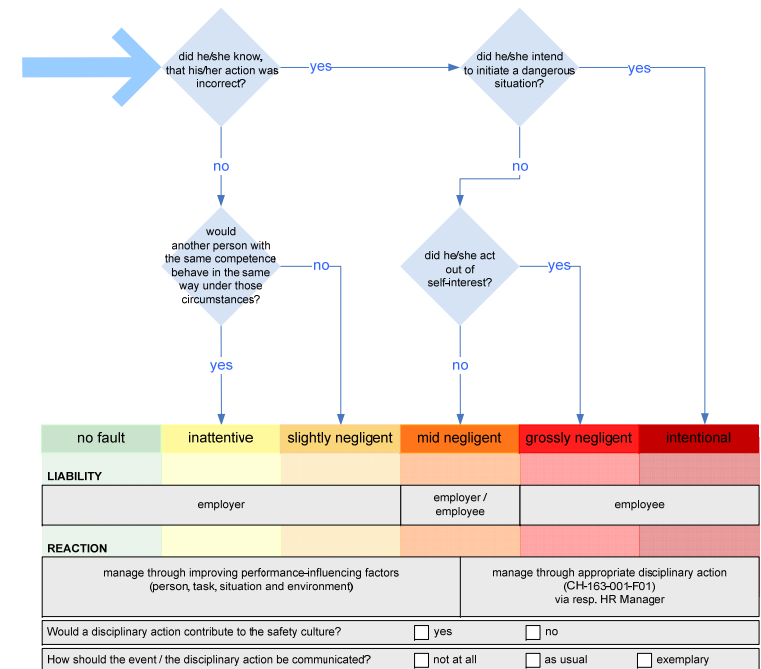 did he/she know,
that his/her action was
incorrect?
yes
did he/she intend
to initiate a dangerous
situation?
yes
no
no
would
another person with
the same competence
behave in the same
way under those
circumstances?
no
did he/she act
out of
self-interest?
yes
yes
no
no fault
inattentive
slightly negligent
mid negligent
grossly negligent
intentional
LIABILITY
employer
employer /
employee
employee
REACTION
manage through improving performance-influencing factors
(person, task, situation and environment)
manage through appropriate disciplinary action
(CH-163-001-F01)
via resp. HR Manager
Would a disciplinary action contribute to the safety culture? yes no
How should the event / the disciplinary action be communicated? not at all as usual exemplary